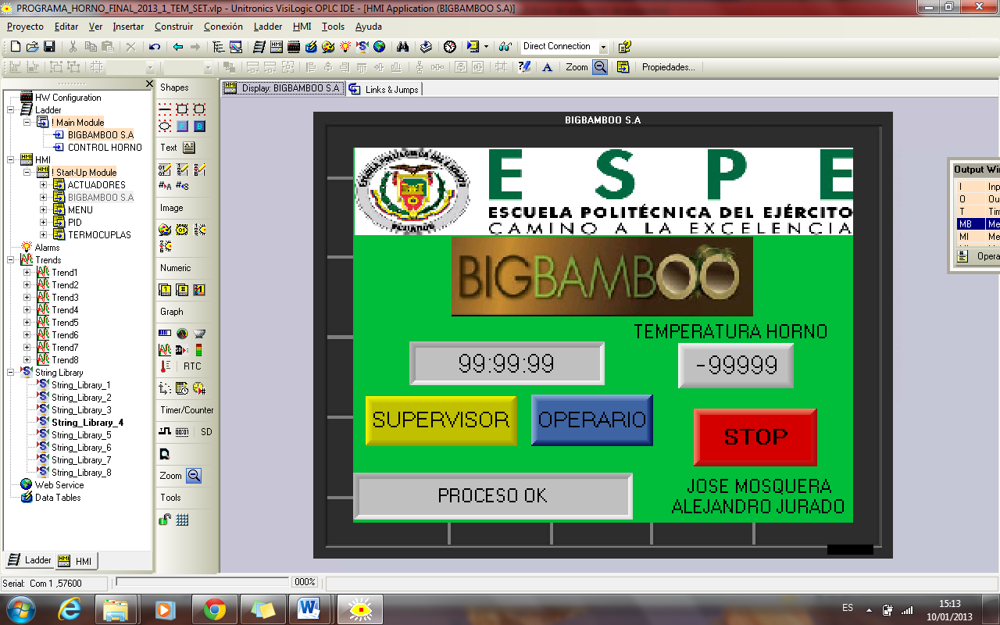 PROGRAMA_HORNO_FINAL_2013_1_TEM_SET.vlp - Unitronics VisiLogic OPLC IDE - [HMI Application (BIGBAMBOO S.A)]
Proyecto Editar Ver Insertar Construir Conexión Ladder HMI Tools Ayuda
Direct Connection
Zoom Propiedades...
HW Configuration
Ladder
! Main Module
BIGBAMBOO S.A
CONTROL HORNO
HMI
! Start-Up Module
ACTUADORES
BIGBAMBOO S.A
MENU
PID
TERMOCUPLAS
Alarms
Trends
Trend1
Trend2
Trend3
Trend4
Trend5
Trend6
Trend7
Trend8
String Library
String_Library_1
String_Library_2
String_Library_3
String_Library_4
String_Library_5
String_Library_6
String_Library_7
String_Library_8
Web Service
Data Tables
Ladder HMI
Shapes
Text
Image
Numeric
Graph
RTC
Timer/Counter
SD
Zoom
Tools
Display: BIGBAMBOO S.A Links & Jumps
BIGBAMBOO S.A
ESCUELA POLITECNICA DEL EJERCITO
ECUADOR
E S P E
ESCUELA POLITÉCNICA DEL EJÉRCITO
CAMINO A LA EXCELENCIA
BIGBAMBOO
TEMPERATURA HORNO
99:99:99 -99999
SUPERVISOR OPERARIO
STOP
PROCESO OK
JOSE MOSQUERA
ALEJANDRO JURADO
Output Win
I Inp
O Ou
T Tim
MB Me
MI Me
Opera
Serial: Com 1 ,57600 000%
ES 15:13
10/01/2013